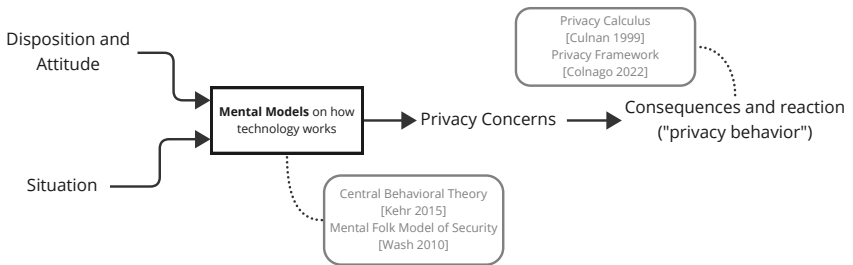 Disposition and
Attitude
Situation
Mental Models on how
technology works
Central Behavioral Theory
[Kehr 2015]
Mental Folk Model of Security
[Wash 2010]
Privacy Concerns
Privacy Calculus
[Culnan 1999]
Privacy Framework
[Colnago 2022]
Consequences and reaction
("privacy behavior")